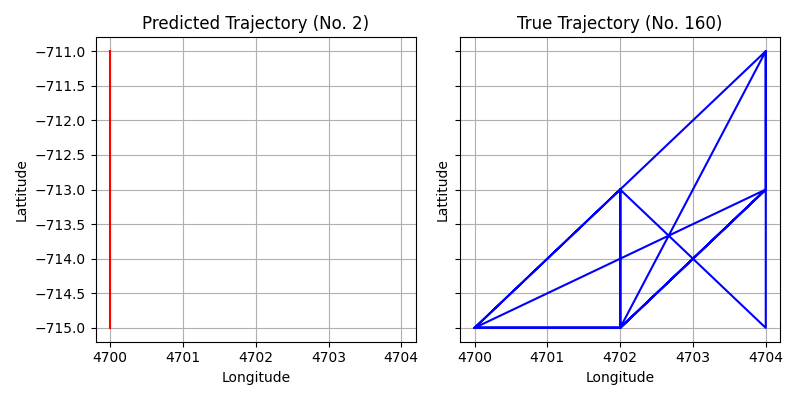 Predicted Trajectory (No. 2)
True Trajectory (No. 160)
Lattitude
−711.0
−711.5
−712.0
−712.5
−713.0
−713.5
−714.0
−714.5
−715.0
4700 4701 4702 4703 4704
Longitude
Lattitude
4700 4701 4702 4703 4704
Longitude